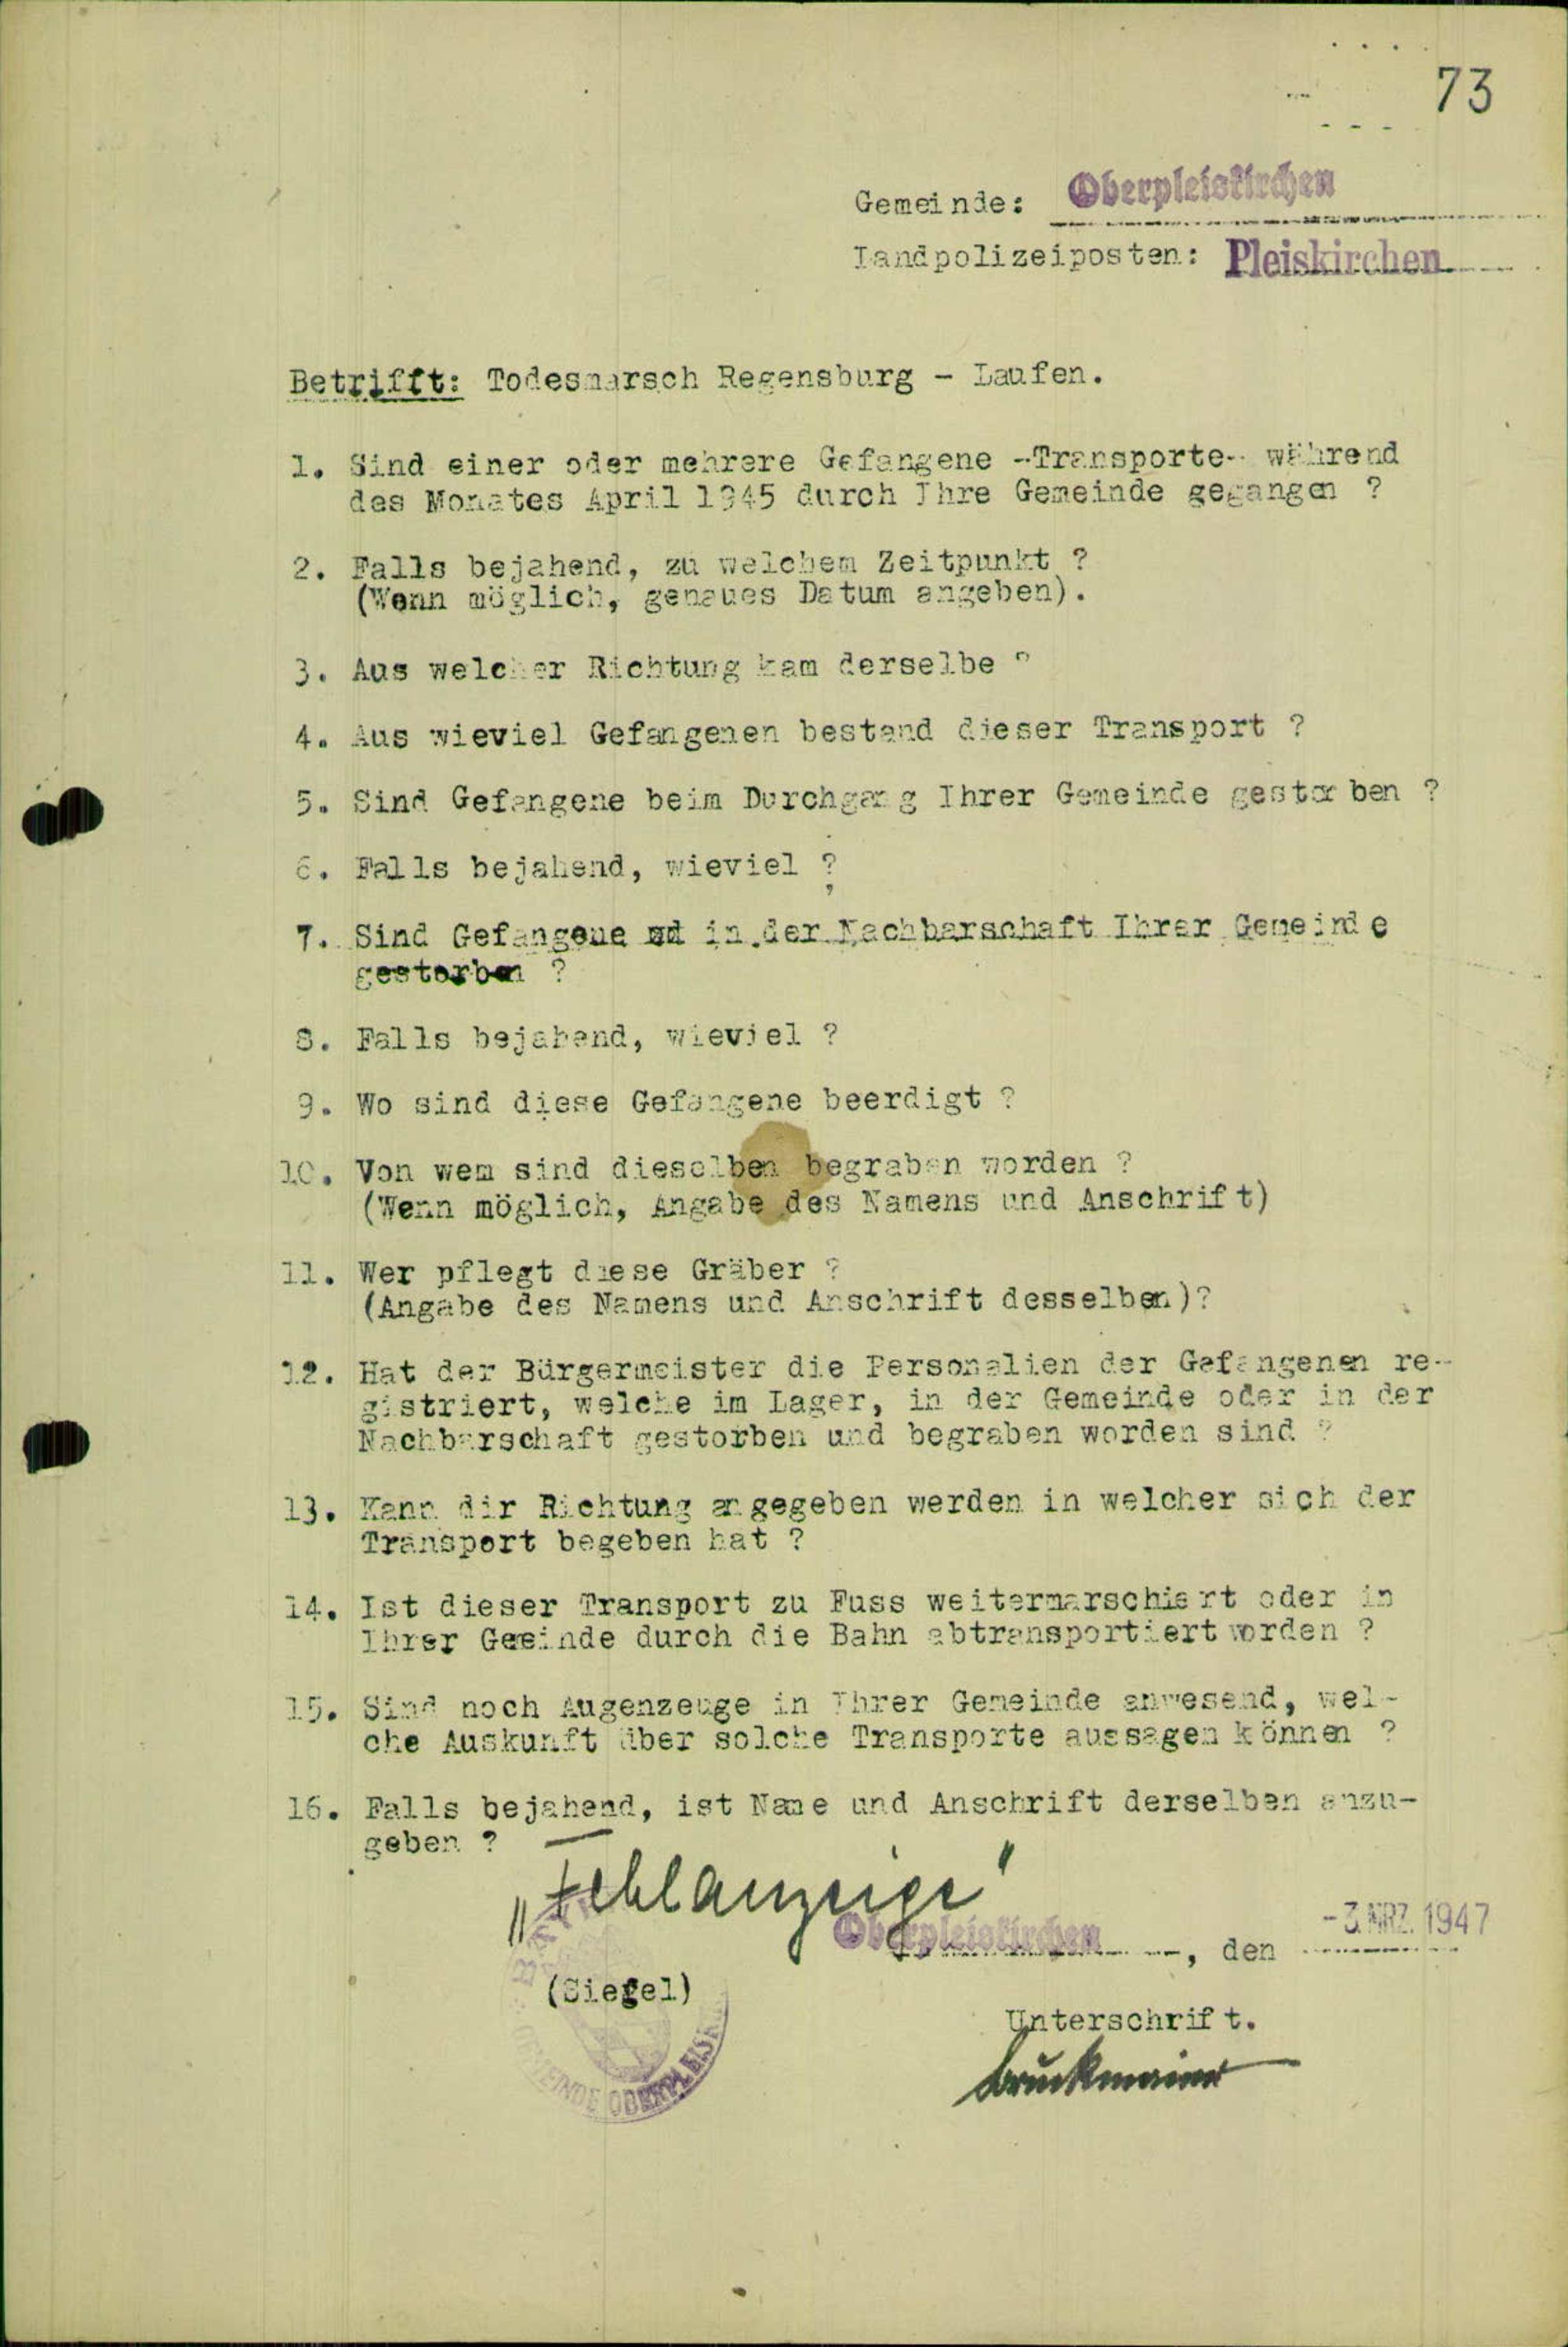 73
Gemeinde: Oberpleiskirchen
Landpolizeiposten: Pleiskirchen
Betrifft: Todesmarsch Regensburg - Laufen.
1. Sind einer oder mehrere Gefangene -Transporte- während
des Monates April 1945 durch Ihre Gemeinde gegangen ?
2. Falls bejahend, zu welchem Zeitpunkt ?
(Wenn möglich, genaues Datum angeben).
3. Aus welcher Richtung kam derselbe ?
4. Aus wieviel Gefangenen bestand dieser Transport ?
5. Sind Gefangene beim Durchgang Ihrer Gemeinde gestorben ?
6. Falls bejahend, wieviel ?
7. Sind Gefangene in der Nachbarschaft Ihrer Gemeinde
gestorben ?
8. Falls bejahend, wieviel ?
9. Wo sind diese Gefangene beerdigt ?
10. Von wem sind dieselben begraben worden ?
(Wenn möglich, Angabe des Namens und Anschrift)
11. Wer pflegt diese Gräber ?
(Angabe des Namens und Anschrift desselben)?
12. Hat der Bürgermeister die Personalien der Gefangenen re-
gistriert, welche im Lager, in der Gemeinde oder in der
Nachbarschaft gestorben und begraben worden sind ?
13. Kann dir Richtung angegeben werden in welcher sich der
Transport begeben hat ?
14. Ist dieser Transport zu Fuss weitermarschiert oder in
Ihrer Gemeinde durch die Bahn abtransportiert worden ?
15. Sind noch Augenzeuge in Ihrer Gemeinde anwesend, wel-
che Auskunft über solche Transporte aussagen können ?
16. Falls bejahend, ist Name und Anschrift derselben anzu-
geben ?
„Fehlanzeige"
Oberpleiskirchen, den -3. MRZ. 1947
(Siegel)
GEMEINDE OBERPLEISK
Unterschrift.
Bruckmaier